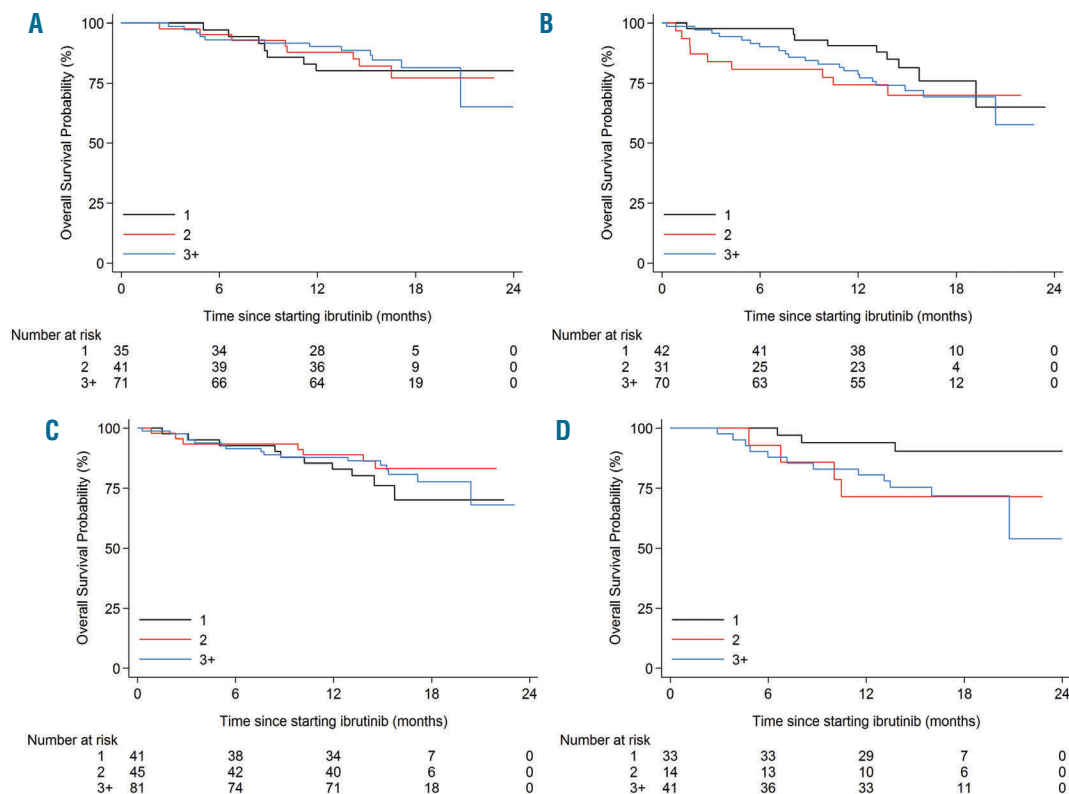 A
Overall Survival Probability (%)
100
75
50
25
0
1
2
3+
0 6 12 18 24
Time since starting ibrutinib (months)
Number at risk
1 35 34 28 5 0
2 41 39 36 9 0
3+ 71 66 64 19 0
B
Overall Survival Probability (%)
100
75
50
25
0
1
2
3+
0 6 12 18 24
Time since starting ibrutinib (months)
Number at risk
1 42 41 38 10 0
2 31 25 23 4 0
3+ 70 63 55 12 0
C
Overall Survival Probability (%)
100
75
50
25
0
1
2
3+
0 6 12 18 24
Time since starting ibrutinib (months)
Number at risk
1 41 38 34 7 0
2 45 42 40 6 0
3+ 81 74 71 18 0
D
Overall Survival Probability (%)
100
75
50
25
0
1
2
3+
0 6 12 18 24
Time since starting ibrutinib (months)
Number at risk
1 33 33 29 7 0
2 14 13 10 6 0
3+ 41 36 33 11 0